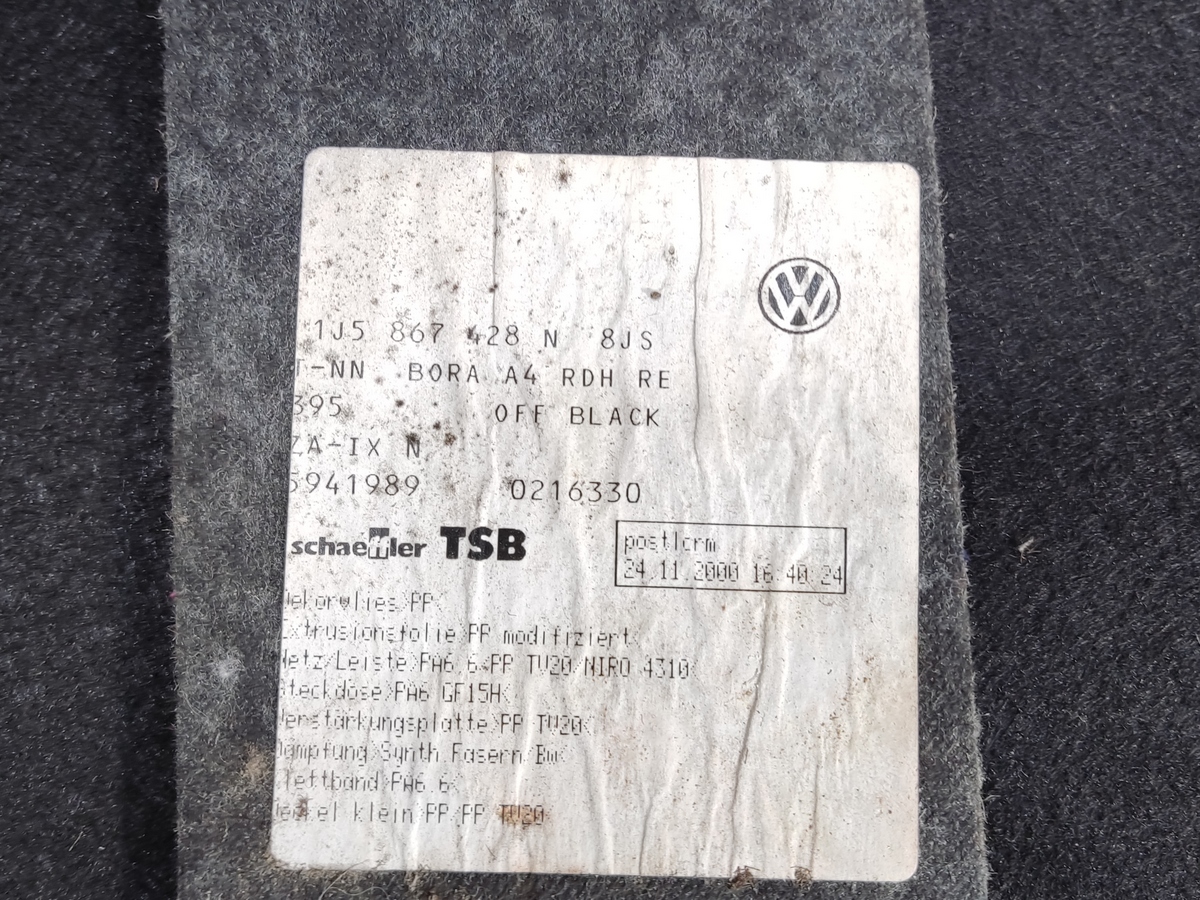 1J5 867 428 N 8JS
T-NN BORA A4 RDH RE
395 OFF BLACK
ZA-IX N
5941989 0216330
schaeffler TSB
postform
24.11.2000 16:40:24
Dekorvlies>PP<
Extrusionsfolie>PP modifiziert<
Netz/Leiste>PA6.6<PP TV20/NIRO 4310<
Steckdose>PA6 GF15H<
Verstärkungsplatte>PP TV20<
Dämpfung>Synth.Fasern/Bw<
Klettband>PA6.6<
Deckel klein>PP/PP TV20<